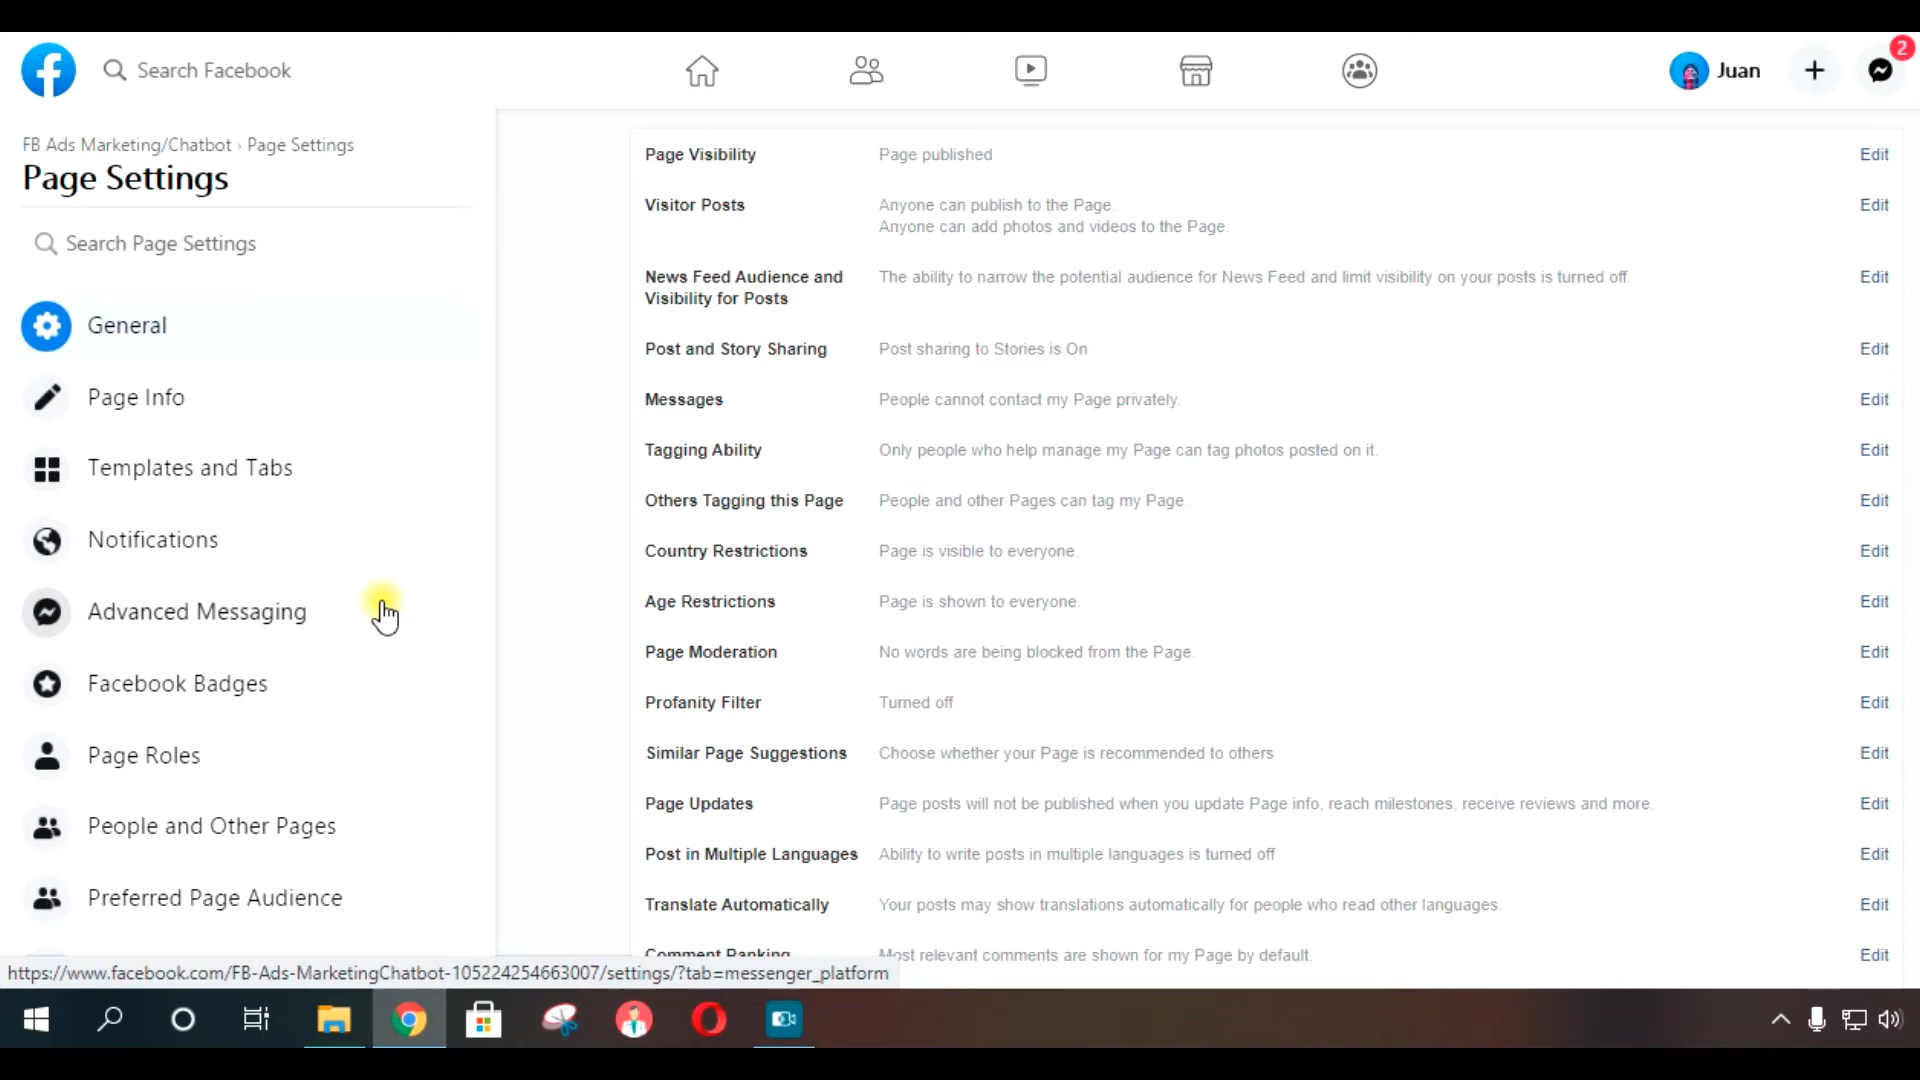 Search Facebook
Juan
2
FB Ads Marketing/Chatbot › Page Settings
Page Settings
Search Page Settings
General
Page Info
Templates and Tabs
Notifications
Advanced Messaging
Facebook Badges
Page Roles
People and Other Pages
Preferred Page Audience
Page Visibility Page published Edit
Visitor Posts Anyone can publish to the Page. Edit
Anyone can add photos and videos to the Page.
News Feed Audience and The ability to narrow the potential audience for News Feed and limit visibility on your posts is turned off. Edit
Visibility for Posts
Post and Story Sharing Post sharing to Stories is On Edit
Messages People cannot contact my Page privately. Edit
Tagging Ability Only people who help manage my Page can tag photos posted on it. Edit
Others Tagging this Page People and other Pages can tag my Page. Edit
Country Restrictions Page is visible to everyone. Edit
Age Restrictions Page is shown to everyone. Edit
Page Moderation No words are being blocked from the Page. Edit
Profanity Filter Turned off Edit
Similar Page Suggestions Choose whether your Page is recommended to others Edit
Page Updates Page posts will not be published when you update Page info, reach milestones, receive reviews and more. Edit
Post in Multiple Languages Ability to write posts in multiple languages is turned off Edit
Translate Automatically Your posts may show translations automatically for people who read other languages. Edit
Comment Ranking Most relevant comments are shown for my Page by default. Edit
https://www.facebook.com/FB-Ads-MarketingChatbot-105224254663007/settings/?tab=messenger_platform